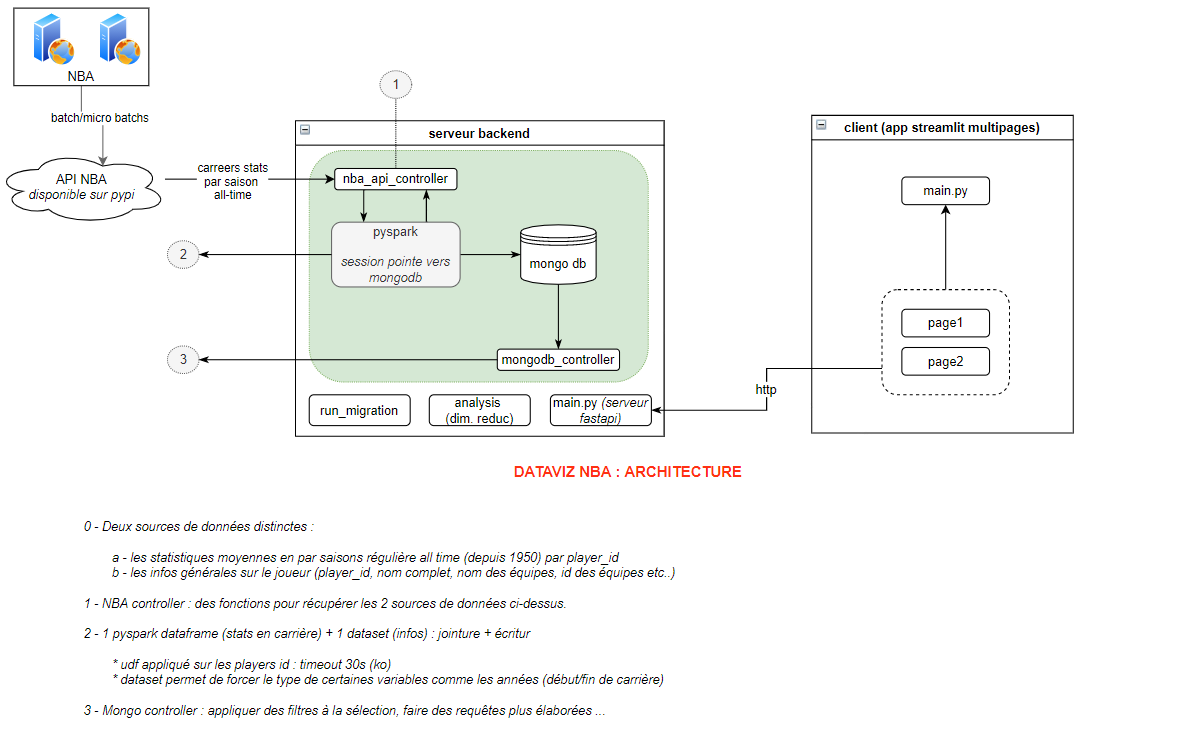 NBA
batch/micro batchs
API NBA
disponible sur pypi
carreers stats
par saison
all-time
1
serveur backend
nba_api_controller
pyspark
session pointe vers
mongodb
mongo db
2
3
mongodb_controller
run_migration
analysis
(dim. reduc)
main.py (serveur
fastapi)
http
client (app streamlit multipages)
main.py
page1
page2
DATAVIZ NBA : ARCHITECTURE
0 - Deux sources de données distinctes :
a - les statistiques moyennes en par saisons régulière all time (depuis 1950) par player_id
b - les infos générales sur le joueur (player_id, nom complet, nom des équipes, id des équipes etc..)
1 - NBA controller : des fonctions pour récupérer les 2 sources de données ci-dessus.
2 - 1 pyspark dataframe (stats en carrière) + 1 dataset (infos) : jointure + écritur
* udf appliqué sur les players id : timeout 30s (ko)
* dataset permet de forcer le type de certaines variables comme les années (début/fin de carrière)
3 - Mongo controller : appliquer des filtres à la sélection, faire des requêtes plus élaborées ...